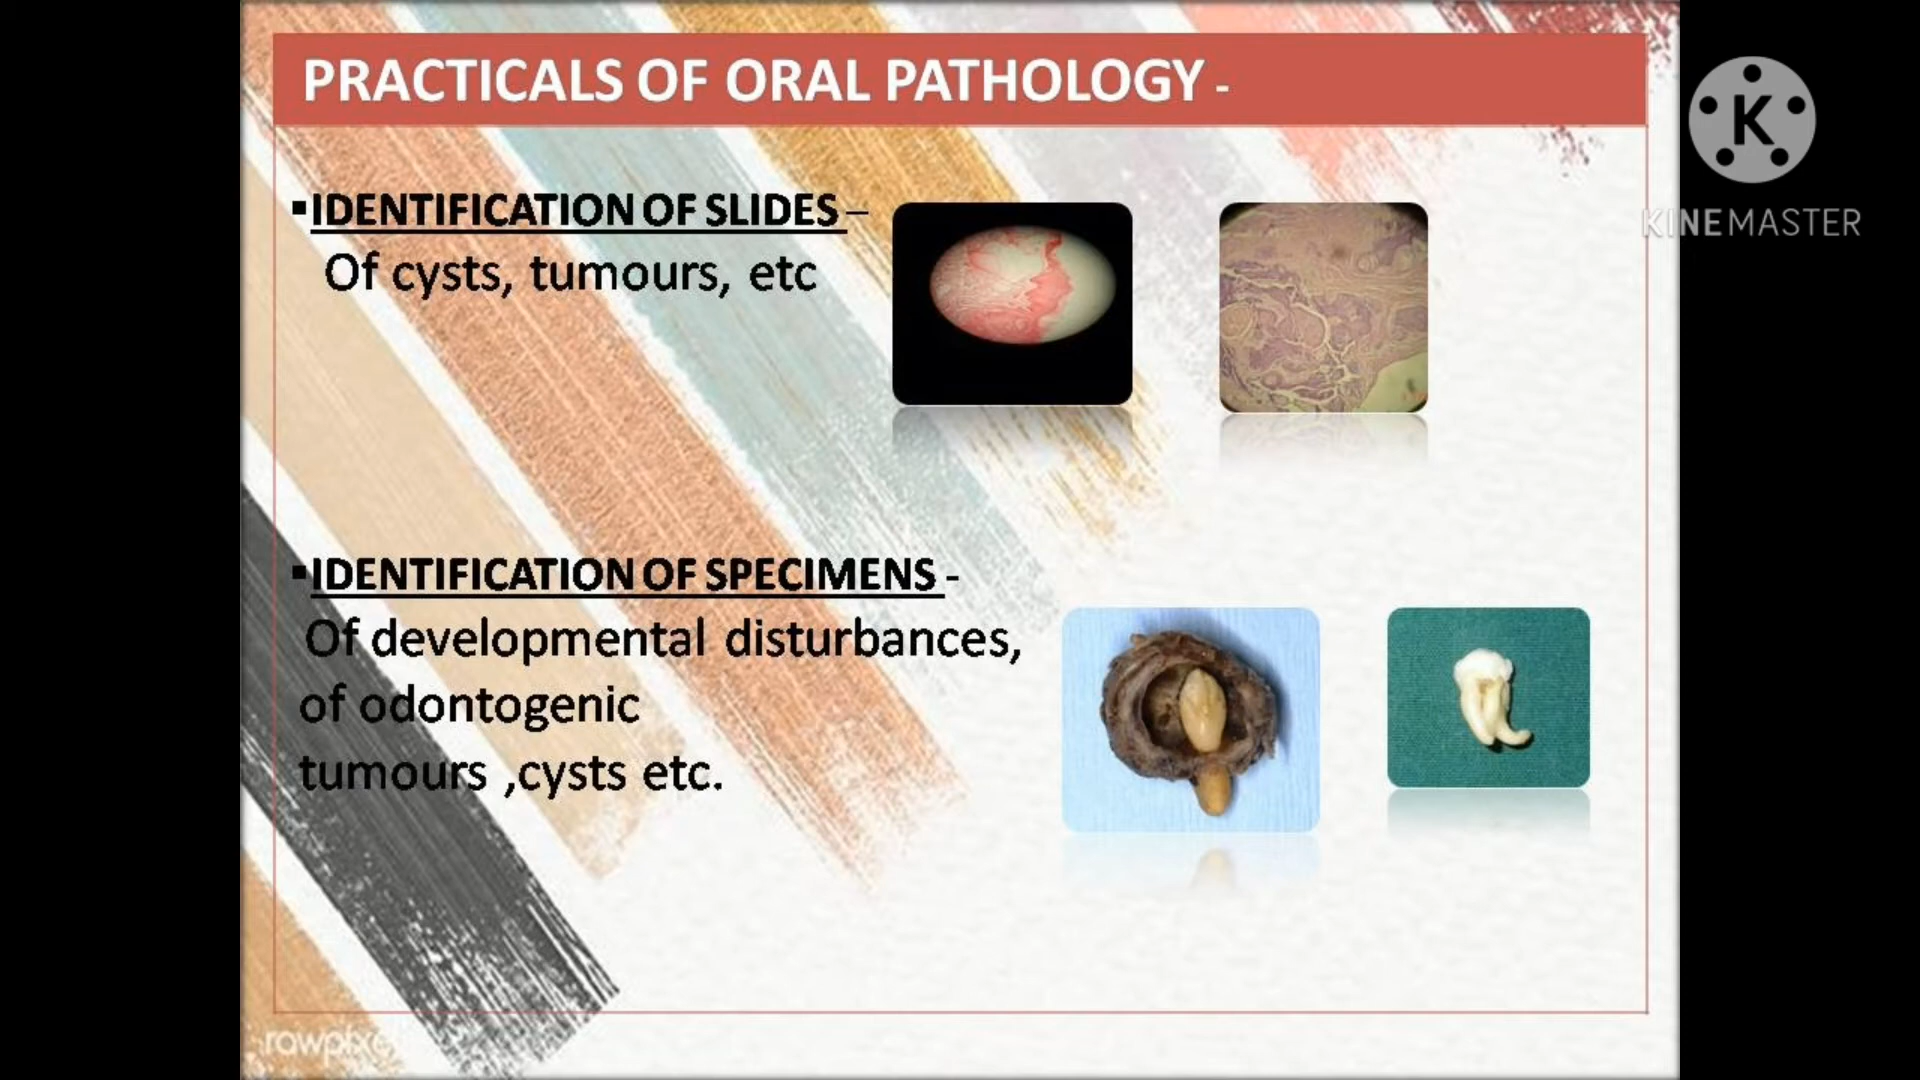 PRACTICALS OF ORAL PATHOLOGY -
▪IDENTIFICATION OF SLIDES –
Of cysts, tumours, etc
▪IDENTIFICATION OF SPECIMENS -
Of developmental disturbances,
of odontogenic
tumours ,cysts etc.
K
KINEMASTER
rawpixel